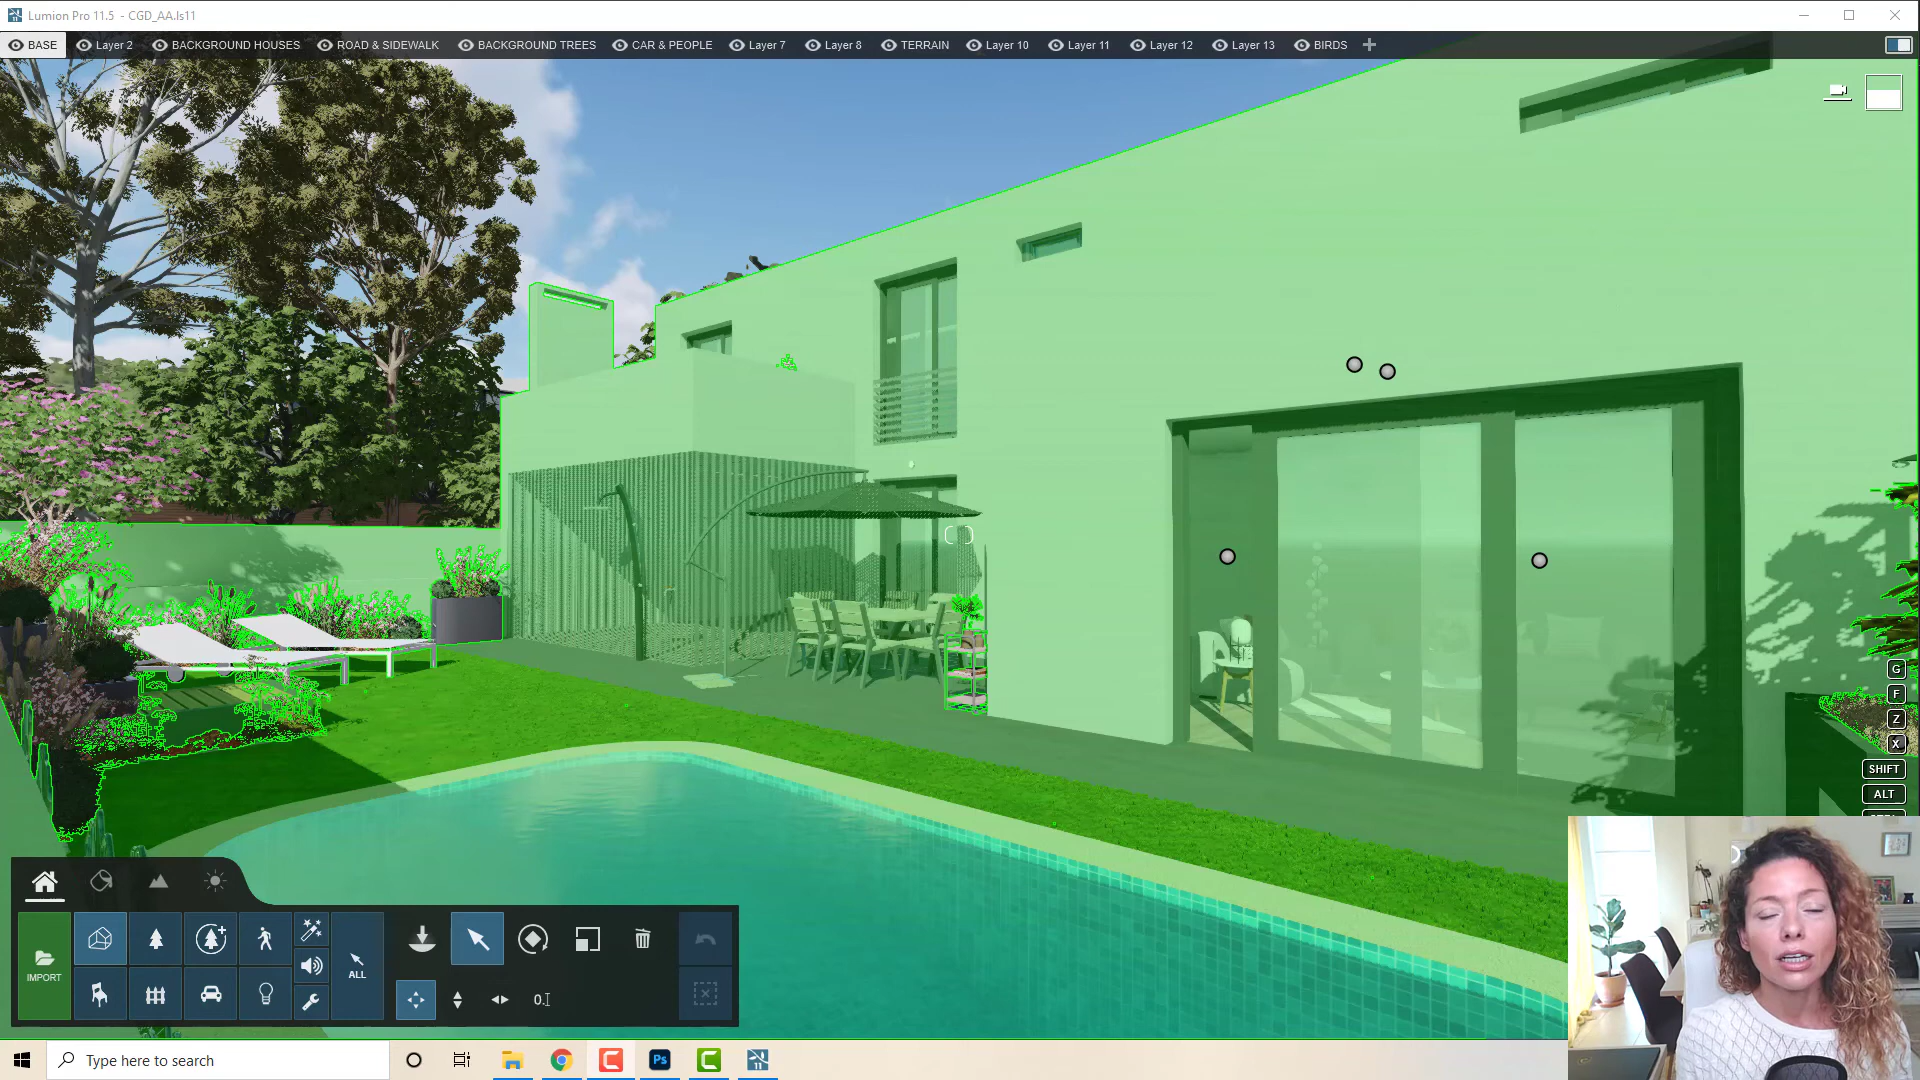 Lumion Pro 11.5 - CGD_AA.ls11
BASE Layer 2 BACKGROUND HOUSES ROAD & SIDEWALK BACKGROUND TREES CAR & PEOPLE Layer 7 Layer 8 TERRAIN Layer 10 Layer 11 Layer 12 Layer 13 BIRDS
G
F
Z
X
SHIFT
ALT
IMPORT
ALL
0.
Type here to search
Ps
11